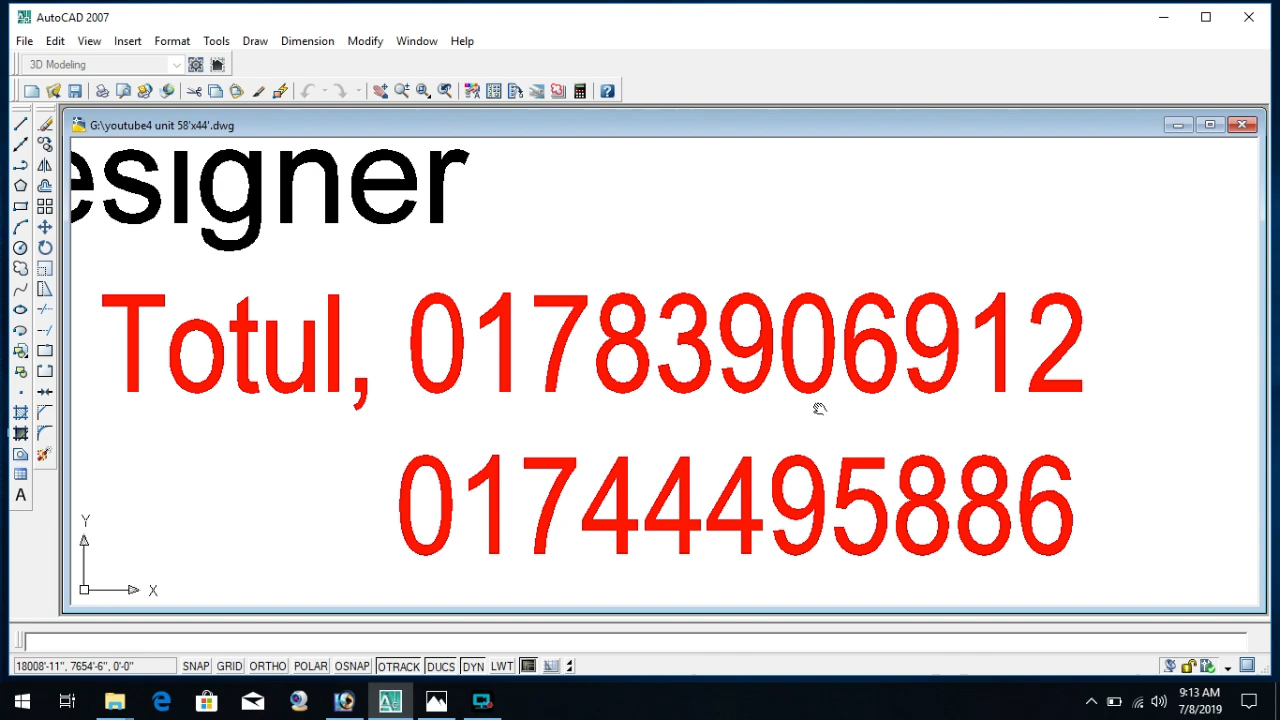 AutoCAD 2007
File Edit View Insert Format Tools Draw Dimension Modify Window Help
3D Modeling
G:\youtube4 unit 58'x44'.dwg
esigner
Totul, 01783906912
01744495886
Y
X
A
18008'-11", 7654'-6", 0'-0" SNAP GRID ORTHO POLAR OSNAP OTRACK DUCS DYN LWT
9:13 AM
7/8/2019